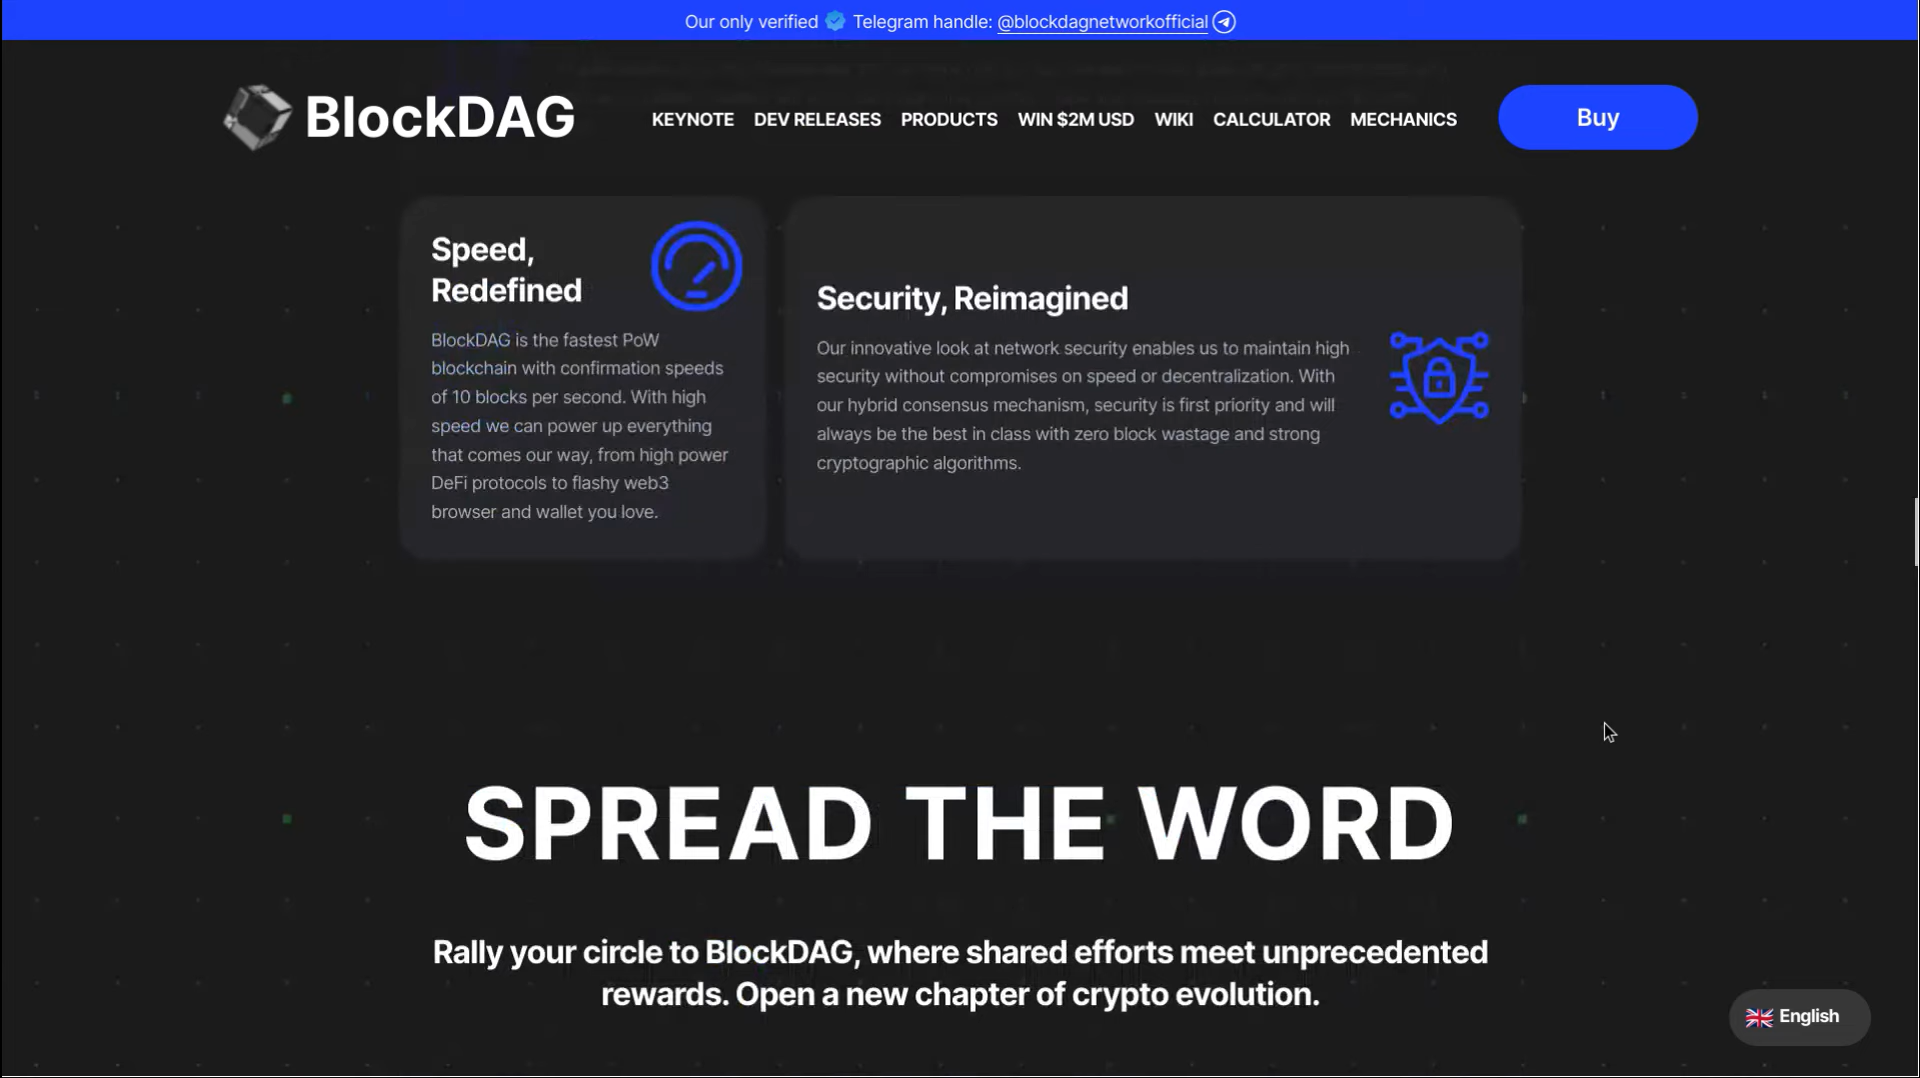 Our only verified Telegram handle: @blockdagnetworkofficial
BlockDAG
KEYNOTE DEV RELEASES PRODUCTS WIN $2M USD WIKI CALCULATOR MECHANICS
Buy
Speed,
Redefined
BlockDAG is the fastest PoW
blockchain with confirmation speeds
of 10 blocks per second. With high
speed we can power up everything
that comes our way, from high power
DeFi protocols to flashy web3
browser and wallet you love.
Security, Reimagined
Our innovative look at network security enables us to maintain high
security without compromises on speed or decentralization. With
our hybrid consensus mechanism, security is first priority and will
always be the best in class with zero block wastage and strong
cryptographic algorithms.
SPREAD THE WORD
Rally your circle to BlockDAG, where shared efforts meet unprecedented
rewards. Open a new chapter of crypto evolution.
English